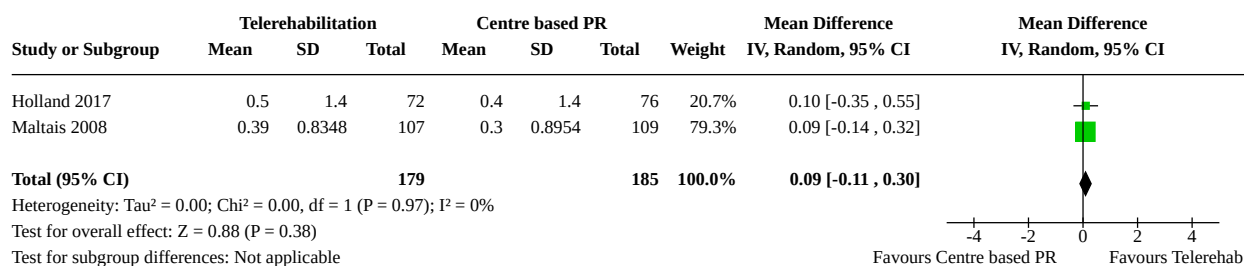 Telerehabilitation Centre based PR Mean Difference Mean Difference
Study or Subgroup Mean SD Total Mean SD Total Weight IV, Random, 95% CI IV, Random, 95% CI
Holland 2017 0.5 1.4 72 0.4 1.4 76 20.7% 0.10 [-0.35 , 0.55]
Maltais 2008 0.39 0.8348 107 0.3 0.8954 109 79.3% 0.09 [-0.14 , 0.32]
Total (95% CI) 179 185 100.0% 0.09 [-0.11 , 0.30]
Heterogeneity: Tau² = 0.00; Chi² = 0.00, df = 1 (P = 0.97); I² = 0%
Test for overall effect: Z = 0.88 (P = 0.38)
-4 -2 0 2 4
Test for subgroup differences: Not applicable
Favours Centre based PR Favours Telerehab